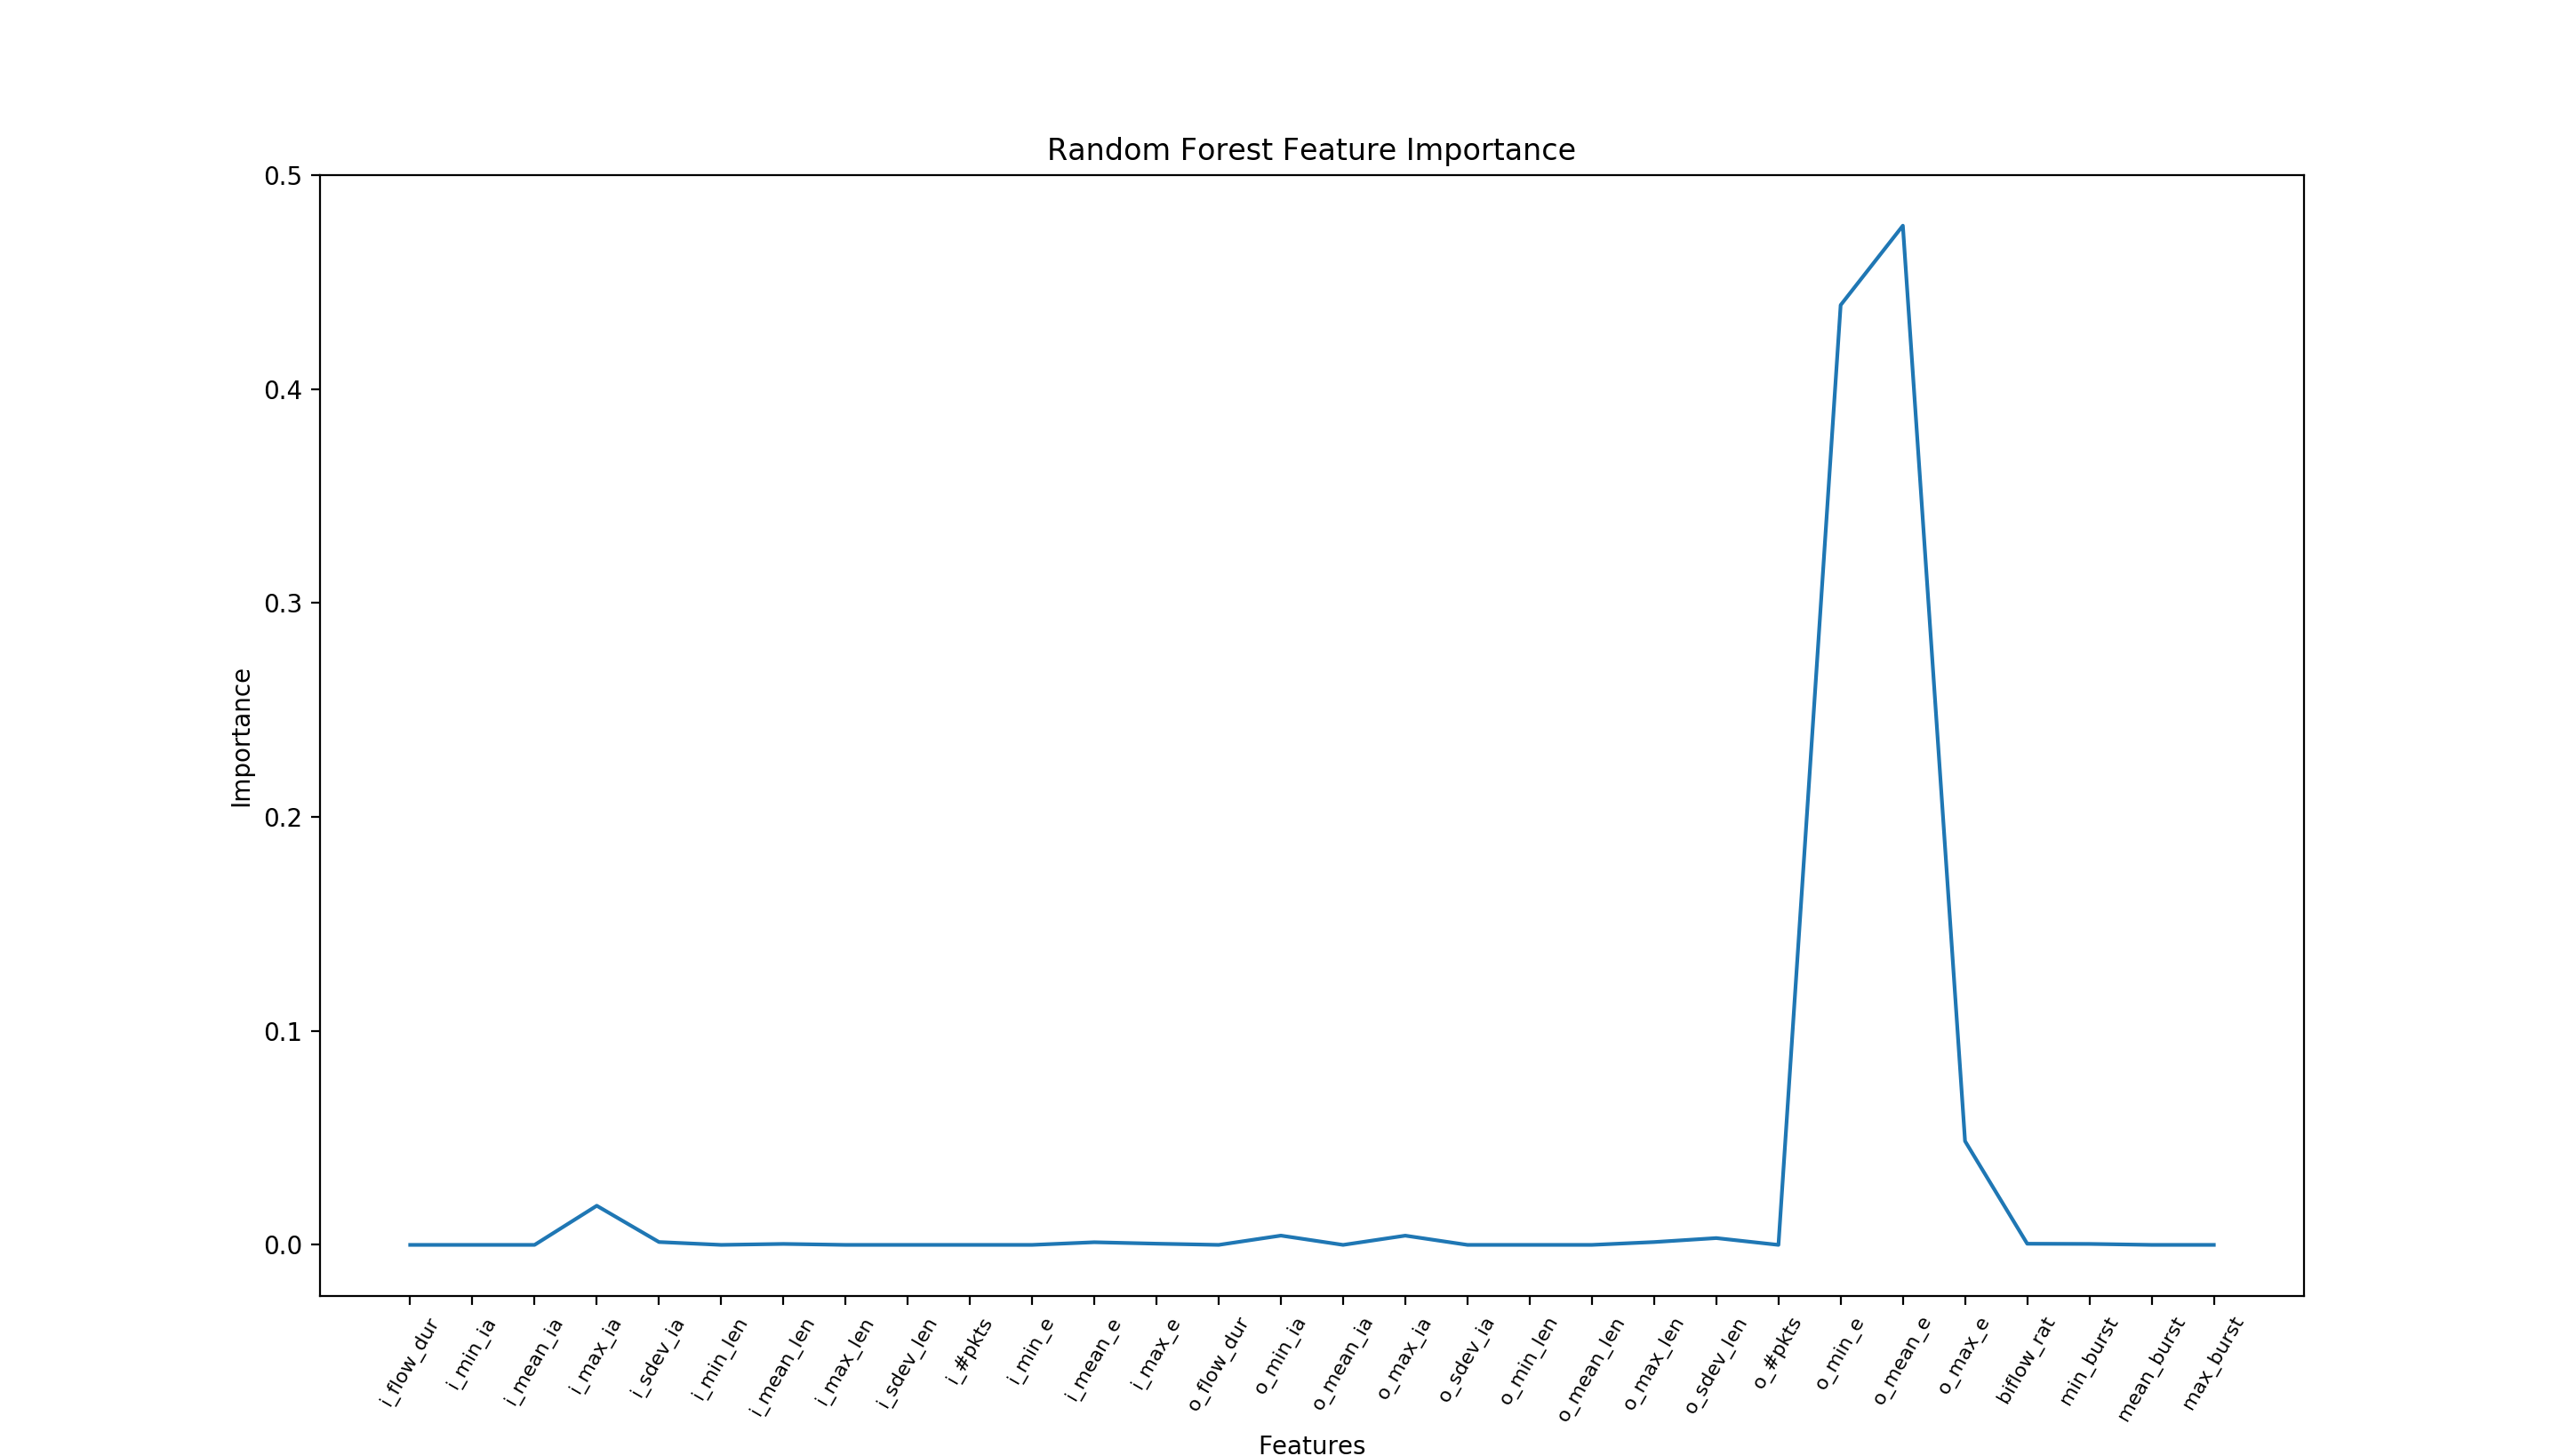 Random Forest Feature Importance
0.5
0.4
0.3
0.2
0.1
0.0
Importance
i_flow_dur
i_min_ia
i_mean_ia
i_max_ia
i_sdev_ia
i_min_len
i_mean_len
i_max_len
i_sdev_len
i_#pkts
i_min_e
i_mean_e
i_max_e
o_flow_dur
o_min_ia
o_mean_ia
o_max_ia
o_sdev_ia
o_min_len
o_mean_len
o_max_len
o_sdev_len
o_#pkts
o_min_e
o_mean_e
o_max_e
biflow_rat
min_burst
mean_burst
max_burst
Features